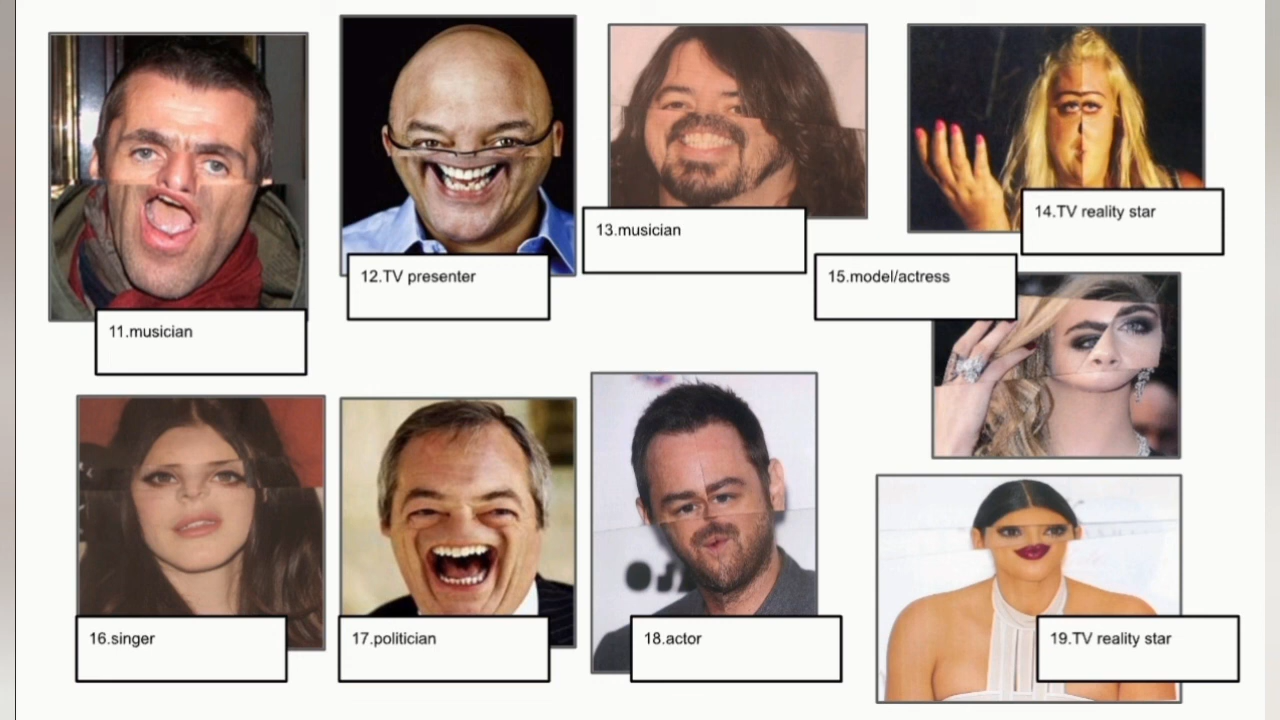 11.musician
12.TV presenter
13.musician
14.TV reality star
15.model/actress
16.singer
17.politician
18.actor
19.TV reality star